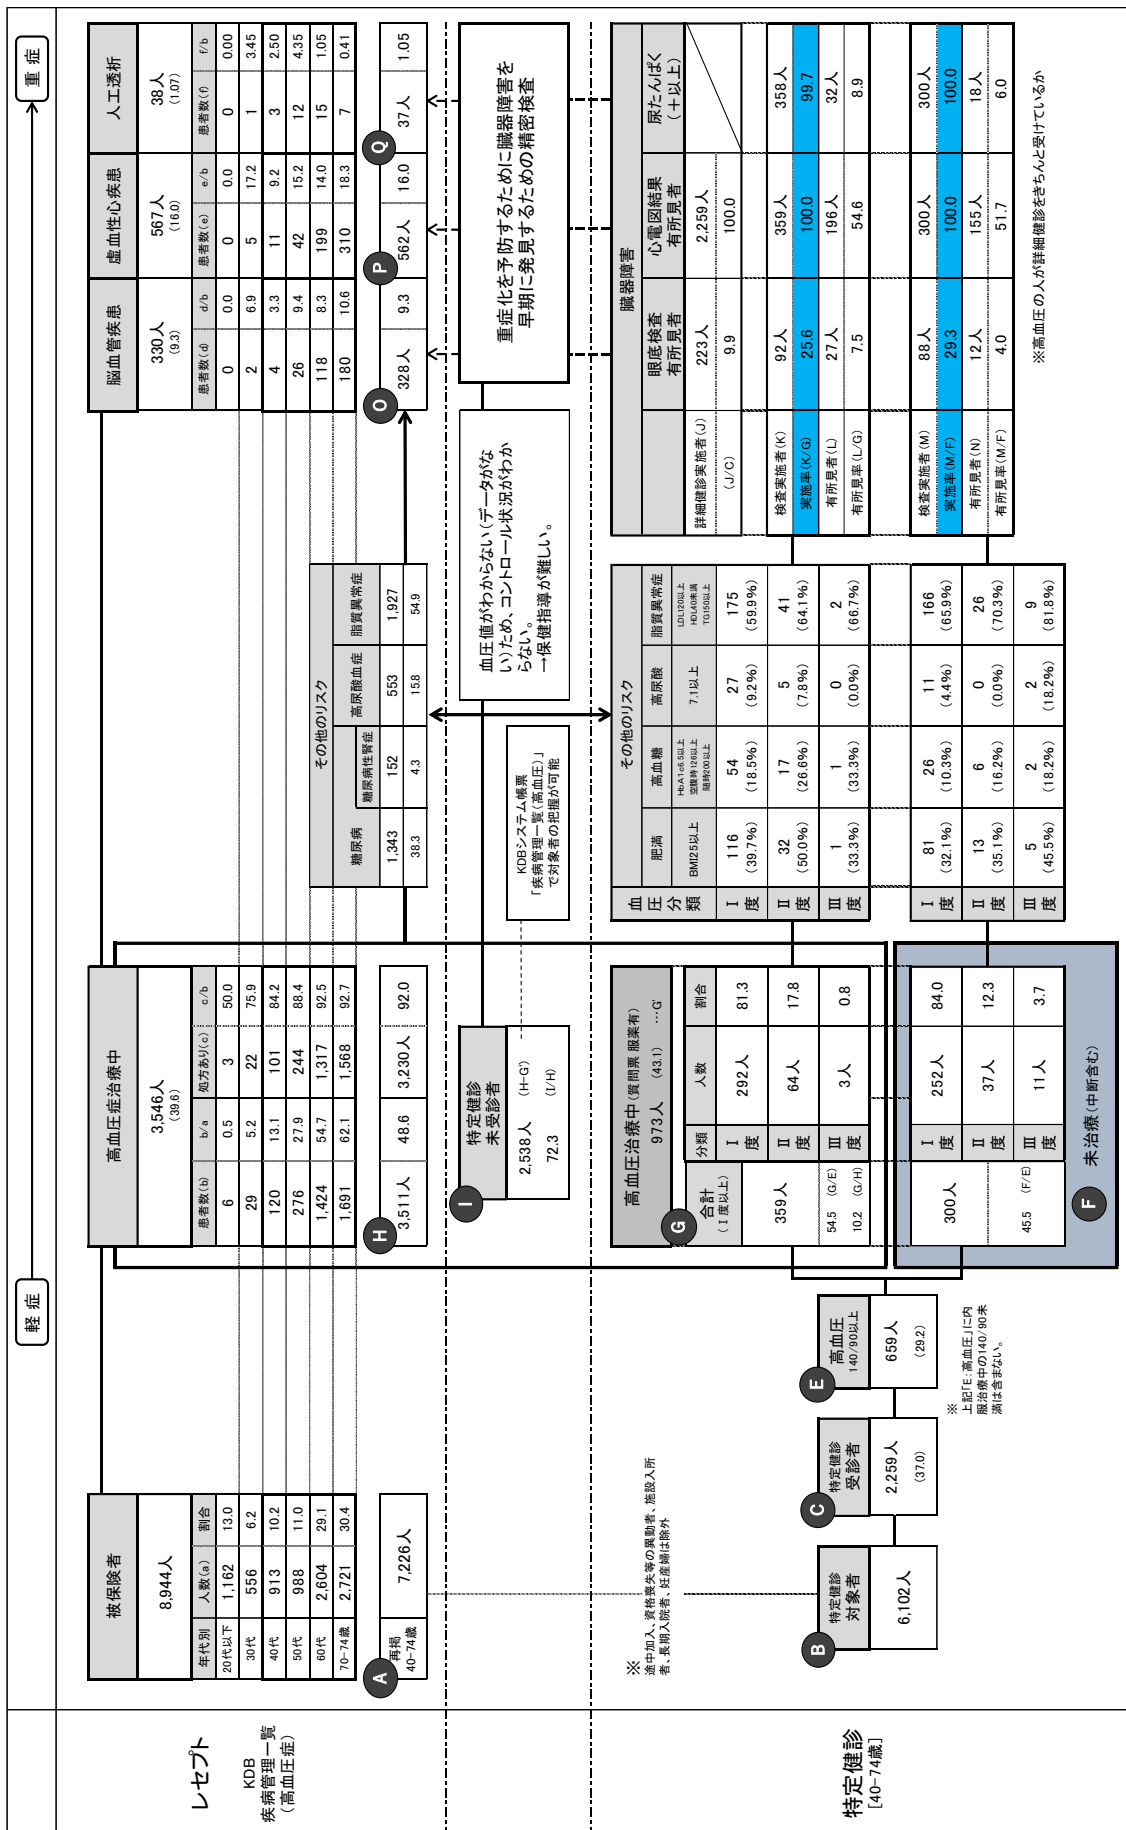 軽症
重症
レセプト
KDB
疾病管理一覧
(高血圧症)
被保険者
8,944人
年代別 人数(a) 割合
20代以下 1,162 13.0
30代 556 6.2
40代 913 10.2
50代 988 11.0
60代 2,604 29.1
70-74歳 2,721 30.4
A
再掲
40-74歳
7,226人
高血圧症治療中
3,546人
(39.6)
患者数(b) b/a 処方あり(c) c/b
6 0.5 3 50.0
29 5.2 22 75.9
120 13.1 101 84.2
276 27.9 244 88.4
1,424 54.7 1,317 92.5
1,691 62.1 1,568 92.7
H
3,511人 48.6 3,230人 92.0
その他のリスク
糖尿病 糖尿病性腎症 高尿酸血症 脂質異常症
1,343 152 553 1,927
38.3 4.3 15.8 54.9
脳血管疾患 虚血性心疾患 人工透析
330人 567人 38人
(9.3) (16.0) (1.07)
患者数(d) d/b 患者数(e) e/b 患者数(f) f/b
0 0.0 0 0.0 0 0.00
2 6.9 5 17.2 1 3.45
4 3.3 11 9.2 3 2.50
26 9.4 42 15.2 12 4.35
118 8.3 199 14.0 15 1.05
180 10.6 310 18.3 7 0.41
O P Q
328人 9.3 562人 16.0 37人 1.05
I
特定健診
未受診者
2,538人 (H-G')
72.3 (I/H)
KDBシステム帳票
「疾病管理一覧(高血圧)」
で対象者の把握が可能
血圧値がわからない(データがな
い)ため、コントロール状況がわか
らない。
→保健指導が難しい。
重症化を予防するために臓器障害を
早期に発見するための精密検査
特定健診
[40-74歳]
※
途中加入、資格喪失等の異動者、施設入所
者、長期入院者、妊産婦は除外
B
特定健診
対象者
6,102人
C
特定健診
受診者
2,259人
(37.0)
E
高血圧
140/90以上
659人
(29.2)
※
上記「E:高血圧」に内
服治療中の140/90未
満は含まない。
高血圧治療中(質問票 服薬有)
973人 (43.1) …G'
G
合計
(Ⅰ度以上)
分類 人数 割合
359人
54.5 (G/E)
10.2 (G/H)
Ⅰ度 292人 81.3
Ⅱ度 64人 17.8
Ⅲ度 3人 0.8
300人
45.5 (F/E)
Ⅰ度 252人 84.0
Ⅱ度 37人 12.3
Ⅲ度 11人 3.7
F
未治療(中断含む)
血圧分類
その他のリスク
肥満 高血糖 高尿酸 脂質異常症
BMI25以上
HbA1c6.5以上
空腹時126以上
随時200以上
7.1以上
LDL120以上
HDL40未満
TG150以上
Ⅰ度 116 54 27 175
(39.7%) (18.5%) (9.2%) (59.9%)
Ⅱ度 32 17 5 41
(50.0%) (26.6%) (7.8%) (64.1%)
Ⅲ度 1 1 0 2
(33.3%) (33.3%) (0.0%) (66.7%)
Ⅰ度 81 26 11 166
(32.1%) (10.3%) (4.4%) (65.9%)
Ⅱ度 13 6 0 26
(35.1%) (16.2%) (0.0%) (70.3%)
Ⅲ度 5 2 2 9
(45.5%) (18.2%) (18.2%) (81.8%)
臓器障害
眼底検査
有所見者
心電図結果
有所見者
尿たんぱく
(+以上)
詳細健診実施者(J) 223人 2,259人
(J/C) 9.9 100.0
検査実施者(K) 92人 359人 358人
実施率(K/G) 25.6 100.0 99.7
有所見者(L) 27人 196人 32人
有所見率(L/G) 7.5 54.6 8.9
検査実施者(M) 88人 300人 300人
実施率(M/F) 29.3 100.0 100.0
有所見者(N) 12人 155人 18人
有所見率(M/F) 4.0 51.7 6.0
※高血圧の人が詳細健診をきちんと受けているか